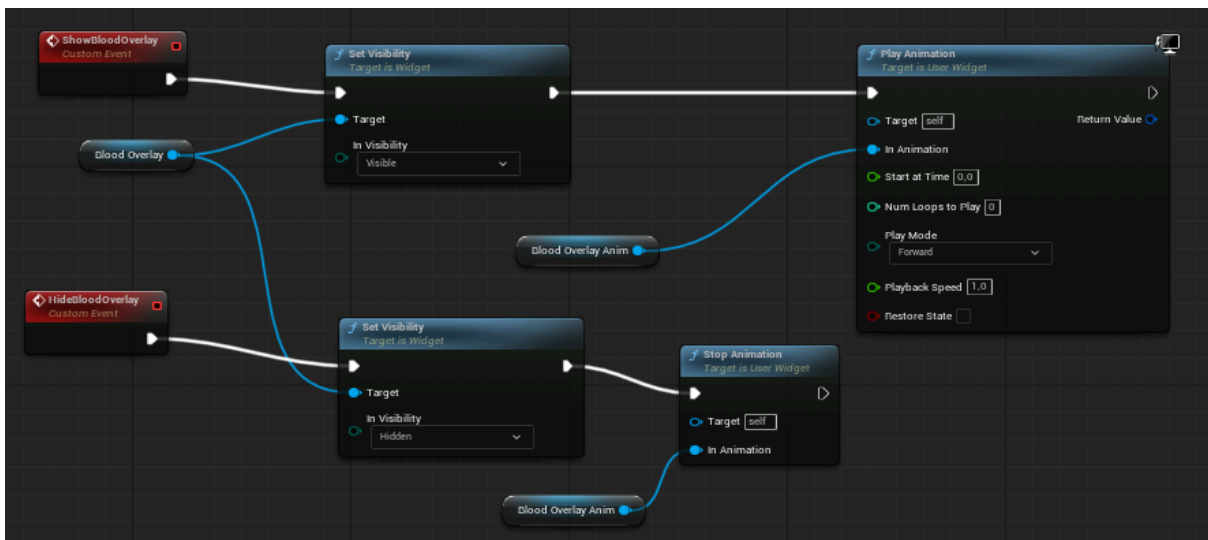 ShowBloodOverlay
Custom Event
Set Visibility
Target is Widget
Target
In Visibility
Visible
Blood Overlay
Play Animation
Target is User Widget
Target self
Return Value
In Animation
Start at Time 0,0
Num Loops to Play 0
Play Mode
Forward
Playback Speed 1,0
Restore State
Blood Overlay Anim
HideBloodOverlay
Custom Event
Set Visibility
Target is Widget
Target
In Visibility
Hidden
Stop Animation
Target is User Widget
Target self
In Animation
Blood Overlay Anim